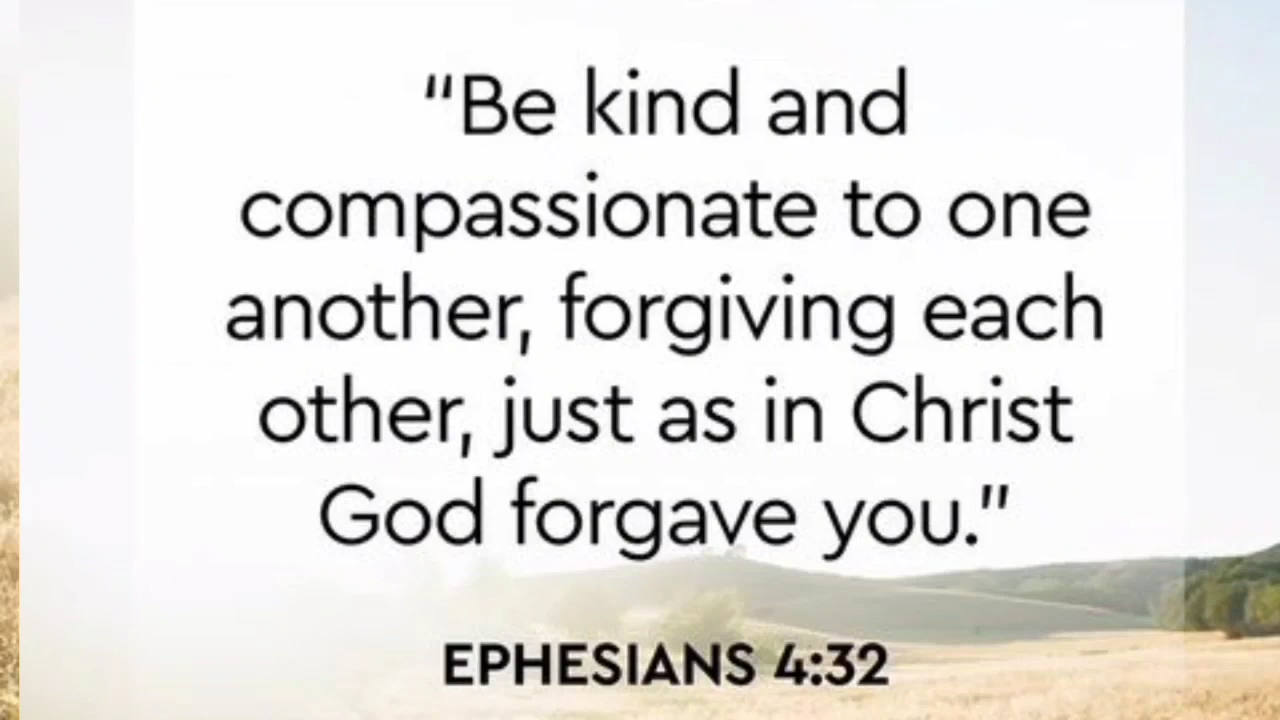 “Be kind and
compassionate to one
another, forgiving each
other, just as in Christ
God forgave you.”
EPHESIANS 4:32